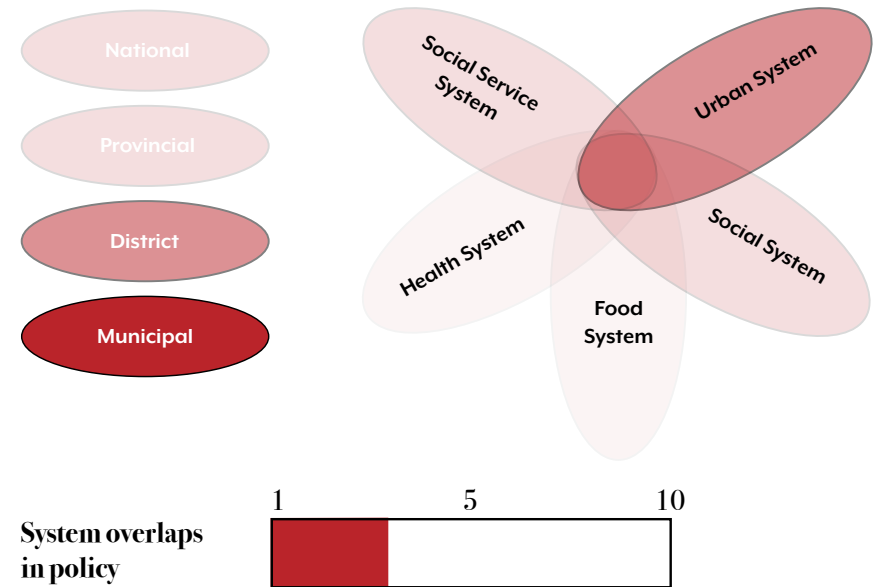 National
Provincial
District
Municipal
Social Service
System
Urban System
Health System
Social System
Food
System
1 5 10
System overlaps
in policy